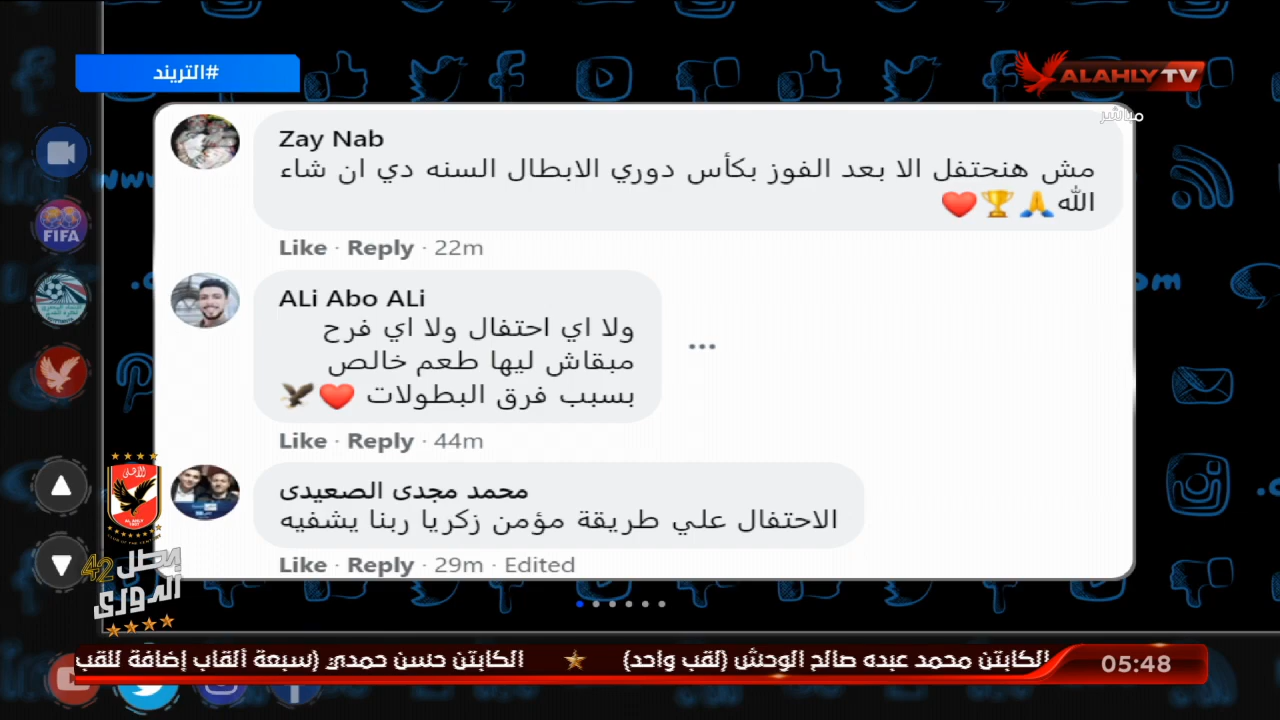 #التريند
ALAHLY TV
مباشر
FIFA
Zay Nab
مش هنحتفل الا بعد الفوز بكأس دوري الابطال السنه دي ان شاء
الله🙏🏆❤️
Like · Reply · 22m
ALi Abo ALi
ولا اي احتفال ولا اي فرح
مبقاش ليها طعم خالص
بسبب فرق البطولات ❤️🦅
Like · Reply · 44m
محمد مجدى الصعيدى
الاحتفال علي طريقة مؤمن زكريا ربنا يشفيه
Like · Reply · 29m · Edited
بطل 42
الدورى
الكابتن محمد عبده صالح الوحش (لقب واحد) ★ الكابتن حسن حمدي (سبعة ألقاب إضافة للقب
05:48